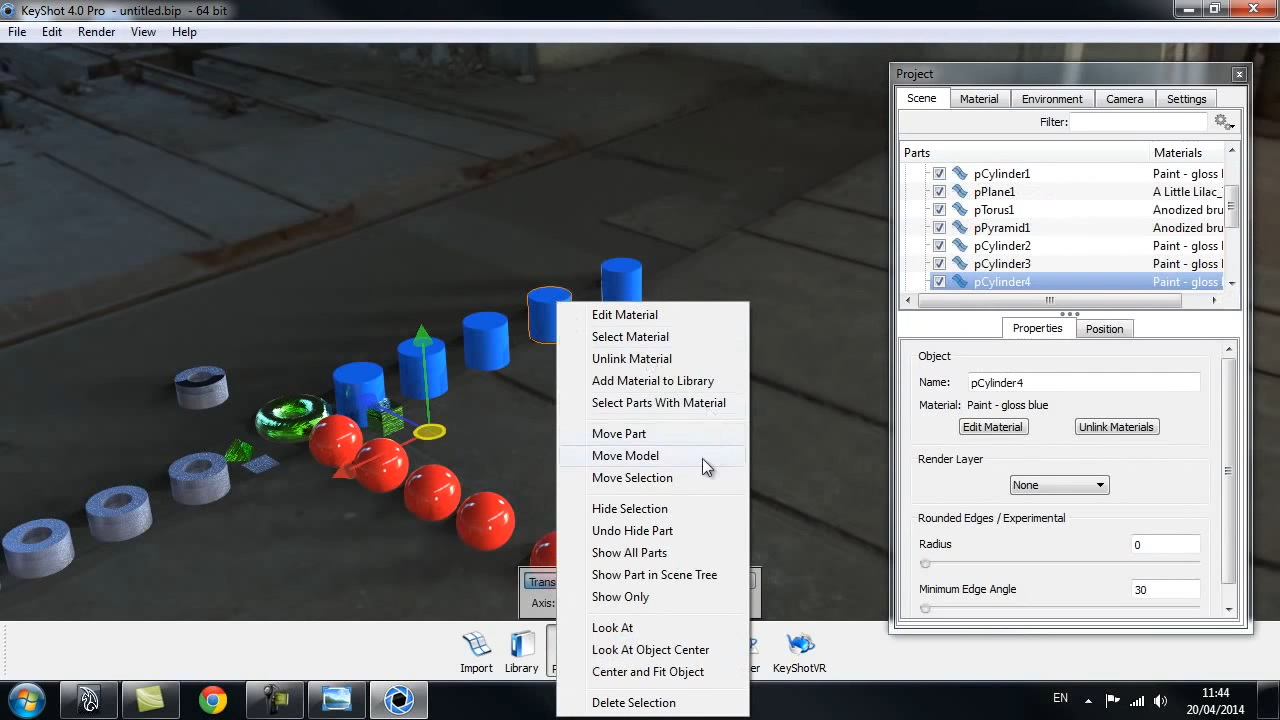 KeyShot 4.0 Pro - untitled.bip - 64 bit
File Edit Render View Help
Project
Scene Material Environment Camera Settings
Filter:
Parts Materials
pCylinder1 Paint - gloss
pPlane1 A Little Lilac_
pTorus1 Anodized bru
pPyramid1 Anodized bru
pCylinder2 Paint - gloss
pCylinder3 Paint - gloss
pCylinder4 Paint - gloss
Properties Position
Object
Name: pCylinder4
Material: Paint - gloss blue
Edit Material Unlink Materials
Render Layer
None
Rounded Edges / Experimental
Radius 0
Minimum Edge Angle 30
Edit Material
Select Material
Unlink Material
Add Material to Library
Select Parts With Material
Move Part
Move Model
Move Selection
Hide Selection
Undo Hide Part
Show All Parts
Show Part in Scene Tree
Show Only
Look At
Look At Object Center
Center and Fit Object
Delete Selection
Trans
Axis:
Import Library KeyShotVR
EN 11:44
20/04/2014